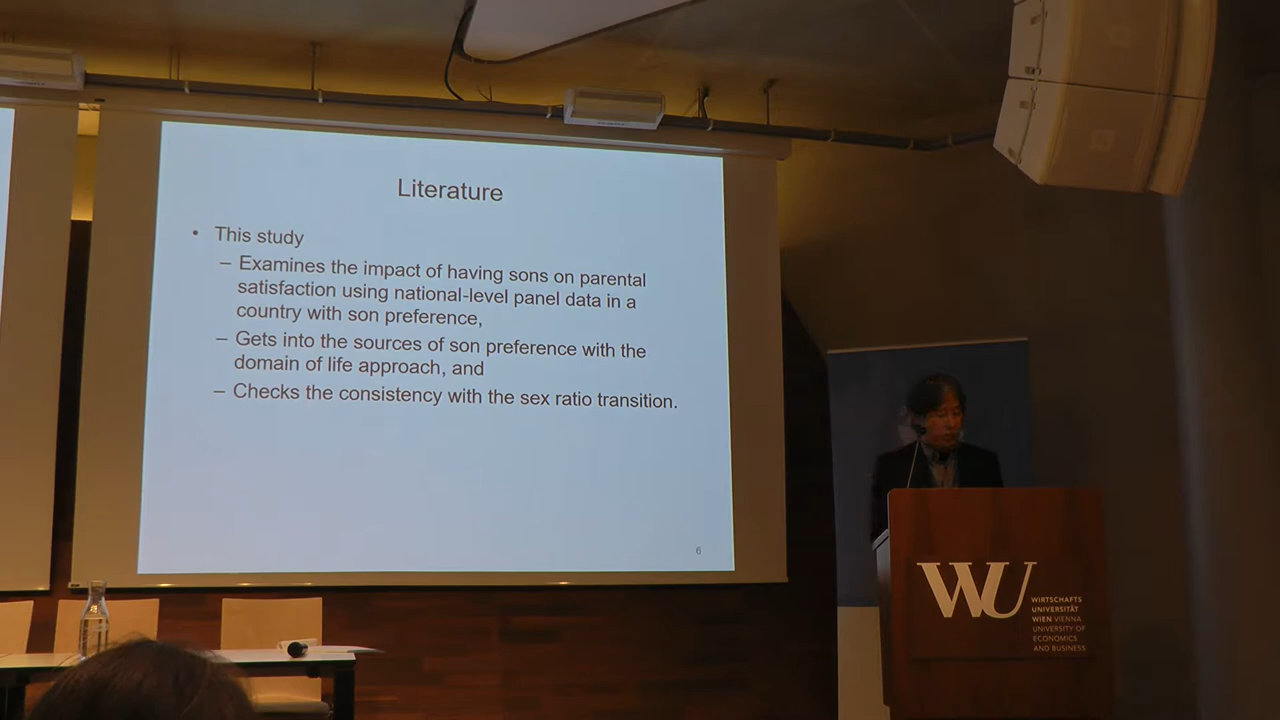 Literature
• This study
– Examines the impact of having sons on parental
satisfaction using national-level panel data in a
country with son preference,
– Gets into the sources of son preference with the
domain of life approach, and
– Checks the consistency with the sex ratio transition.
6
WU
WIRTSCHAFTS
UNIVERSITÄT
WIEN VIENNA
UNIVERSITY OF
ECONOMICS
AND BUSINESS